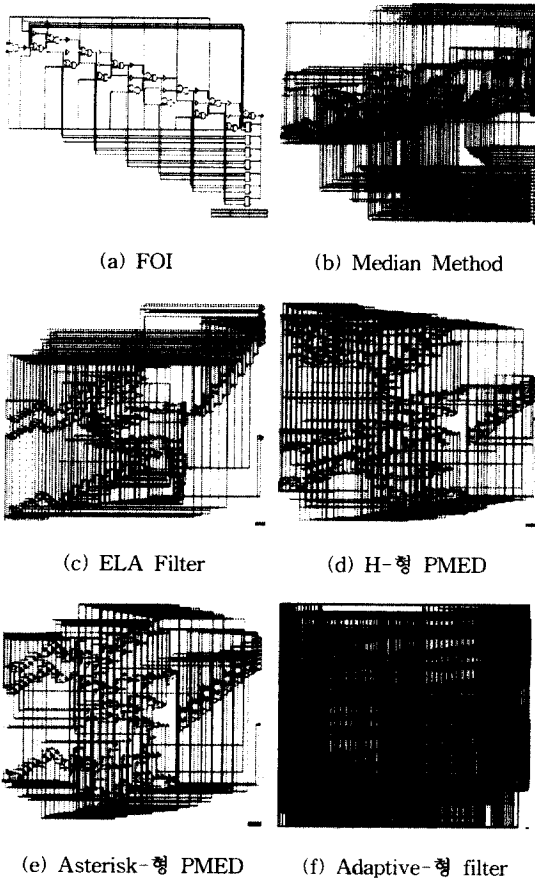 (a) FOI
(b) Median Method
(c) ELA Filter
(d) H-형 PMED
(e) Asterisk-형 PMED
(f) Adaptive-형 filter